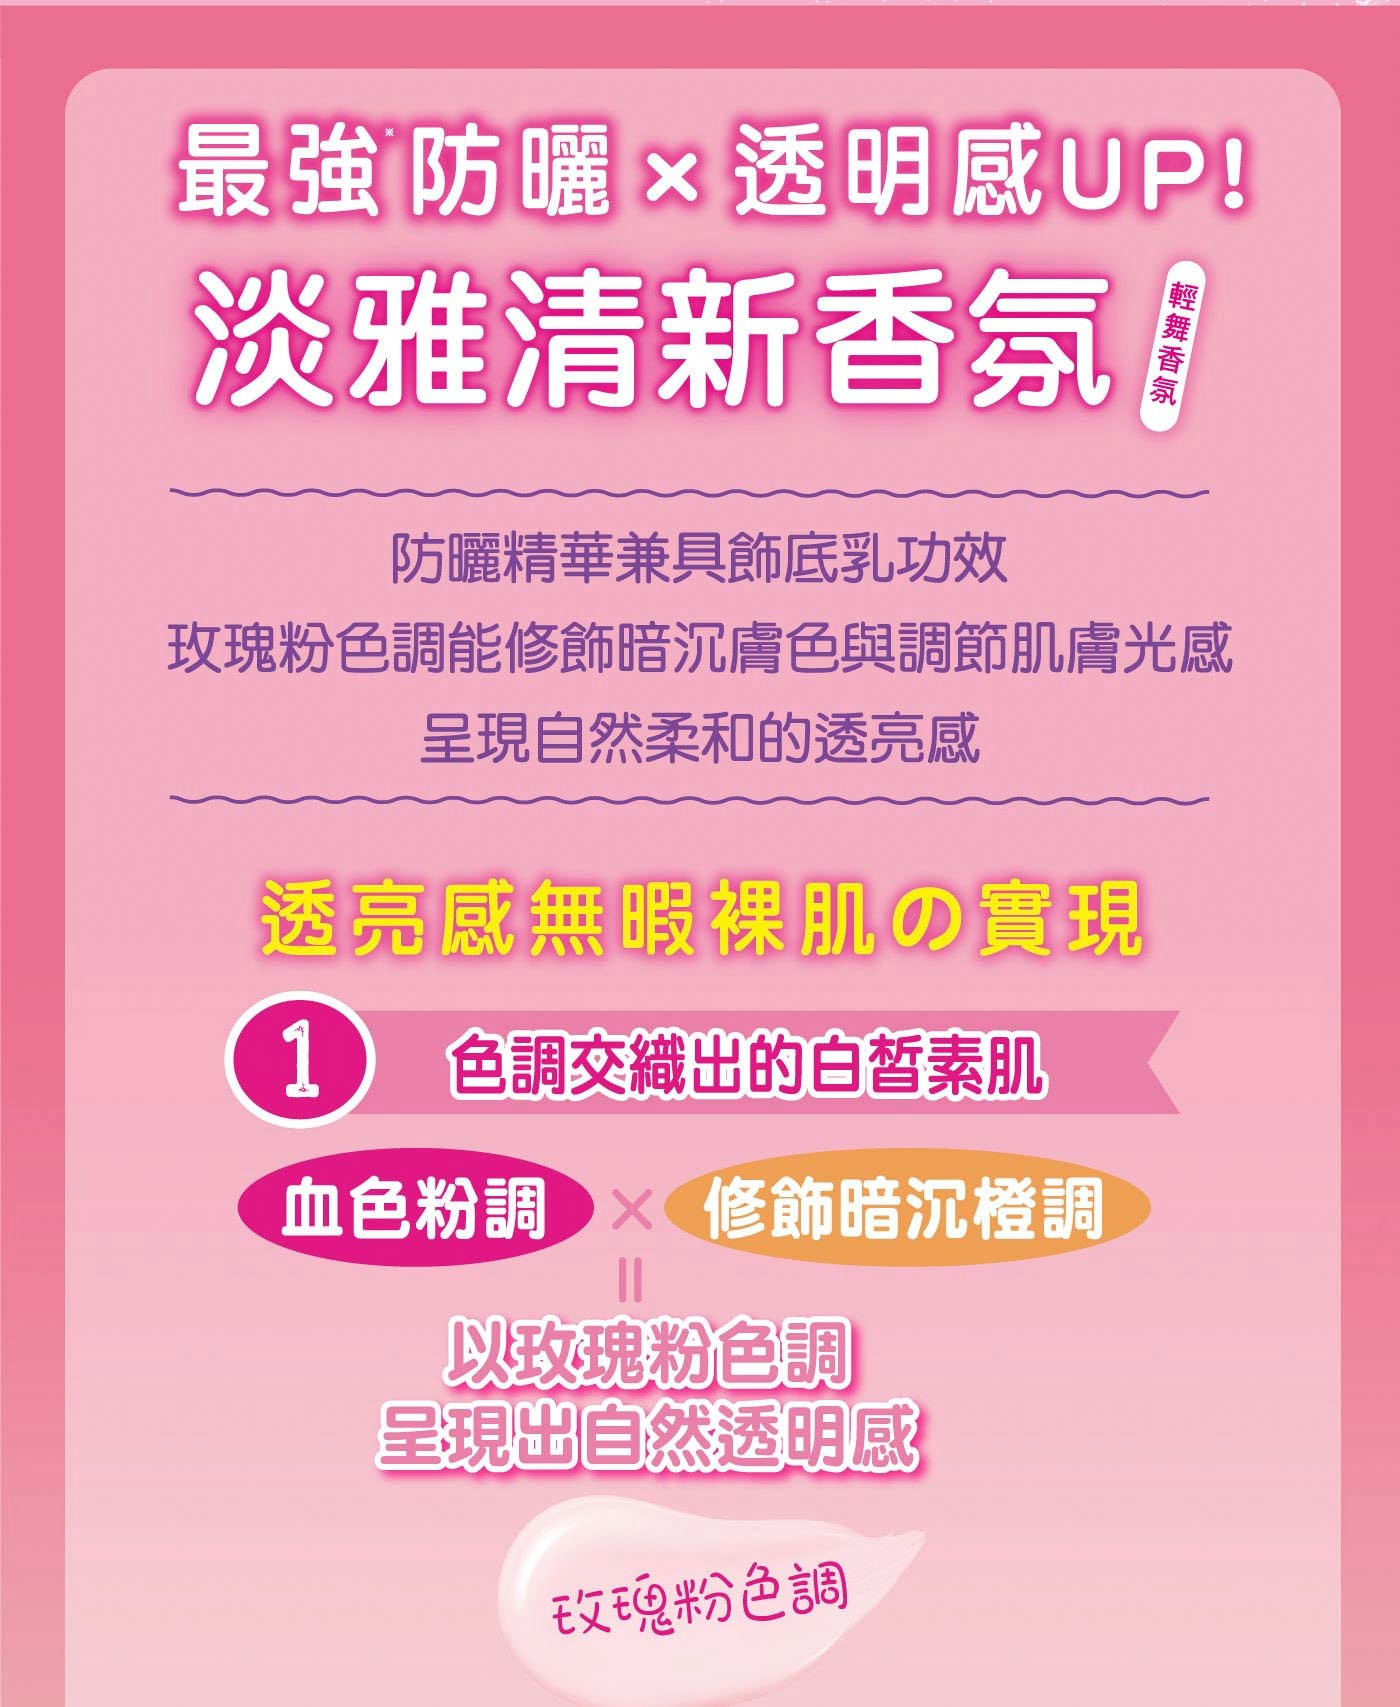 最強※防曬×透明感UP!
淡雅清新香氛
輕舞香氛
防曬精華兼具飾底乳功效
玫瑰粉色調能修飾暗沉膚色與調節肌膚光感
呈現自然柔和的透亮感
透亮感無暇裸肌の實現
1 色調交織出的白皙素肌
血色粉調×修飾暗沉橙調
=
以玫瑰粉色調
呈現出自然透明感
玫瑰粉色調